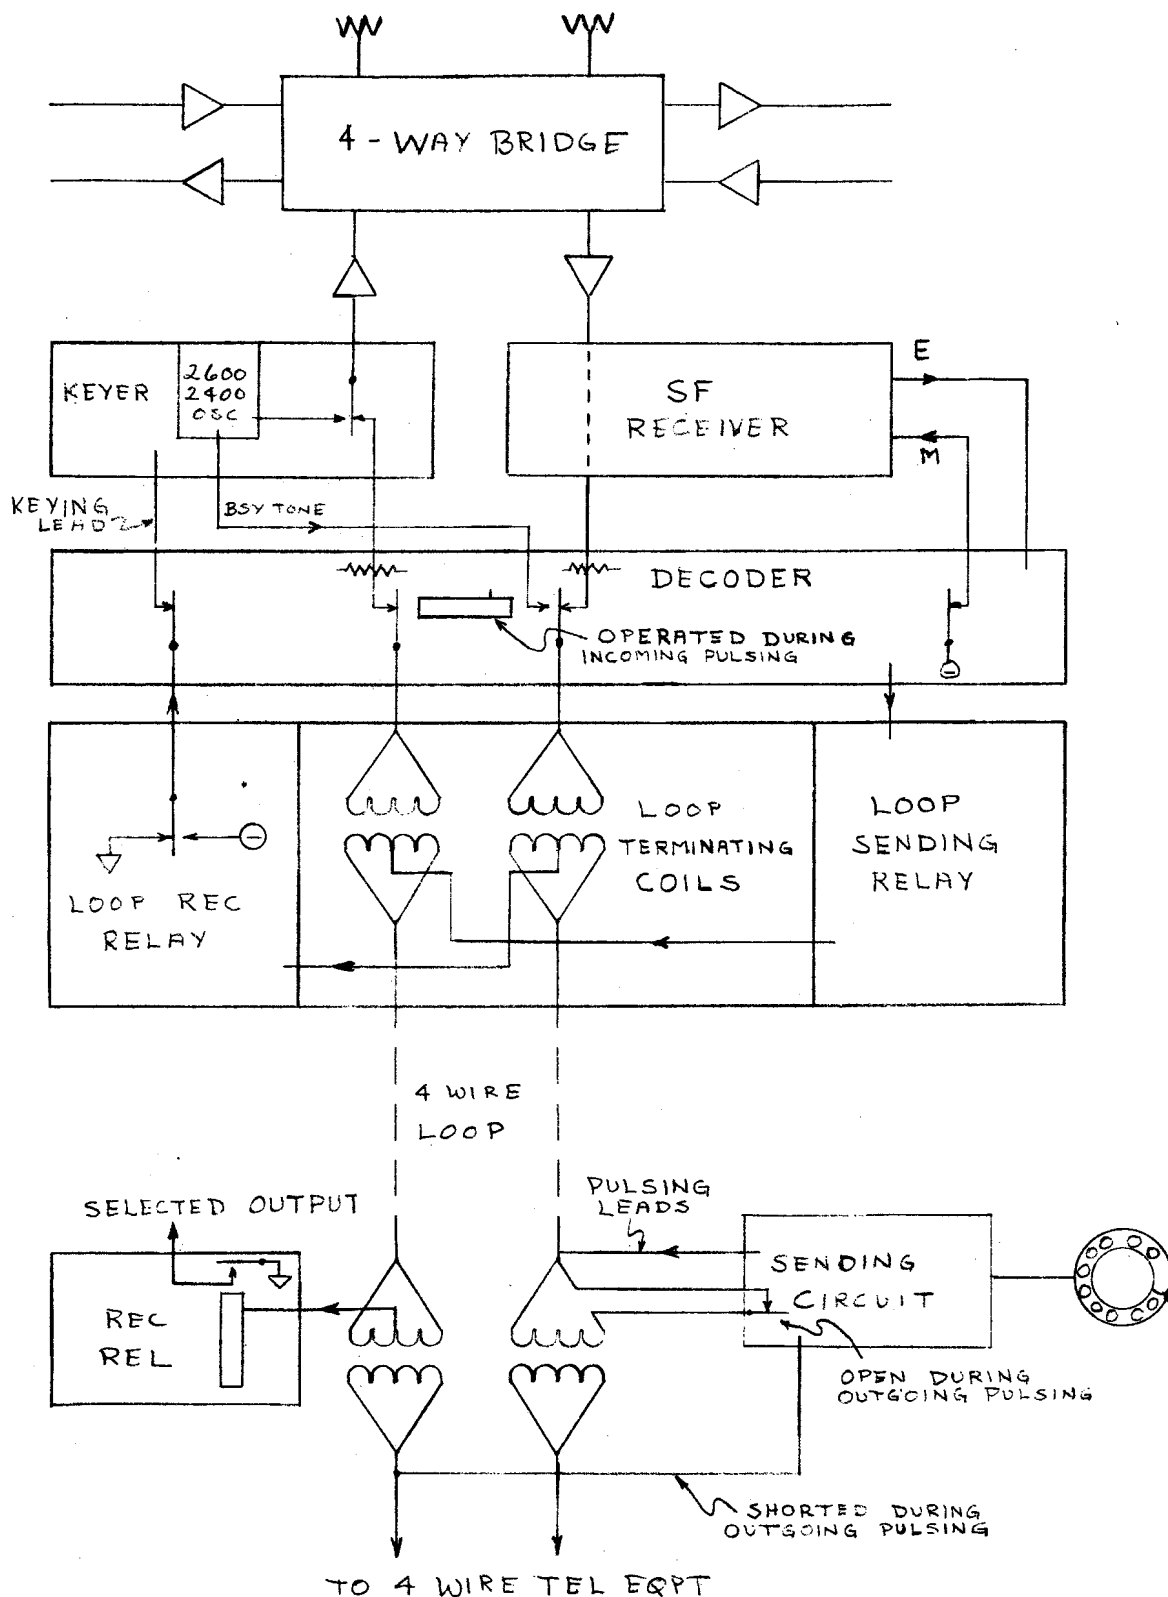 4 - WAY BRIDGE
KEYER
2600
2400
OSC
SF
RECEIVER
E
M
KEYING
LEAD
BSY TONE
DECODER
OPERATED DURING
INCOMING PULSING
LOOP REC
RELAY
LOOP
TERMINATING
COILS
LOOP
SENDING
RELAY
4 WIRE
LOOP
SELECTED OUTPUT
REC
REL
PULSING
LEADS
SENDING
CIRCUIT
OPEN DURING
OUTGOING PULSING
SHORTED DURING
OUTGOING PULSING
TO 4 WIRE TEL EQPT